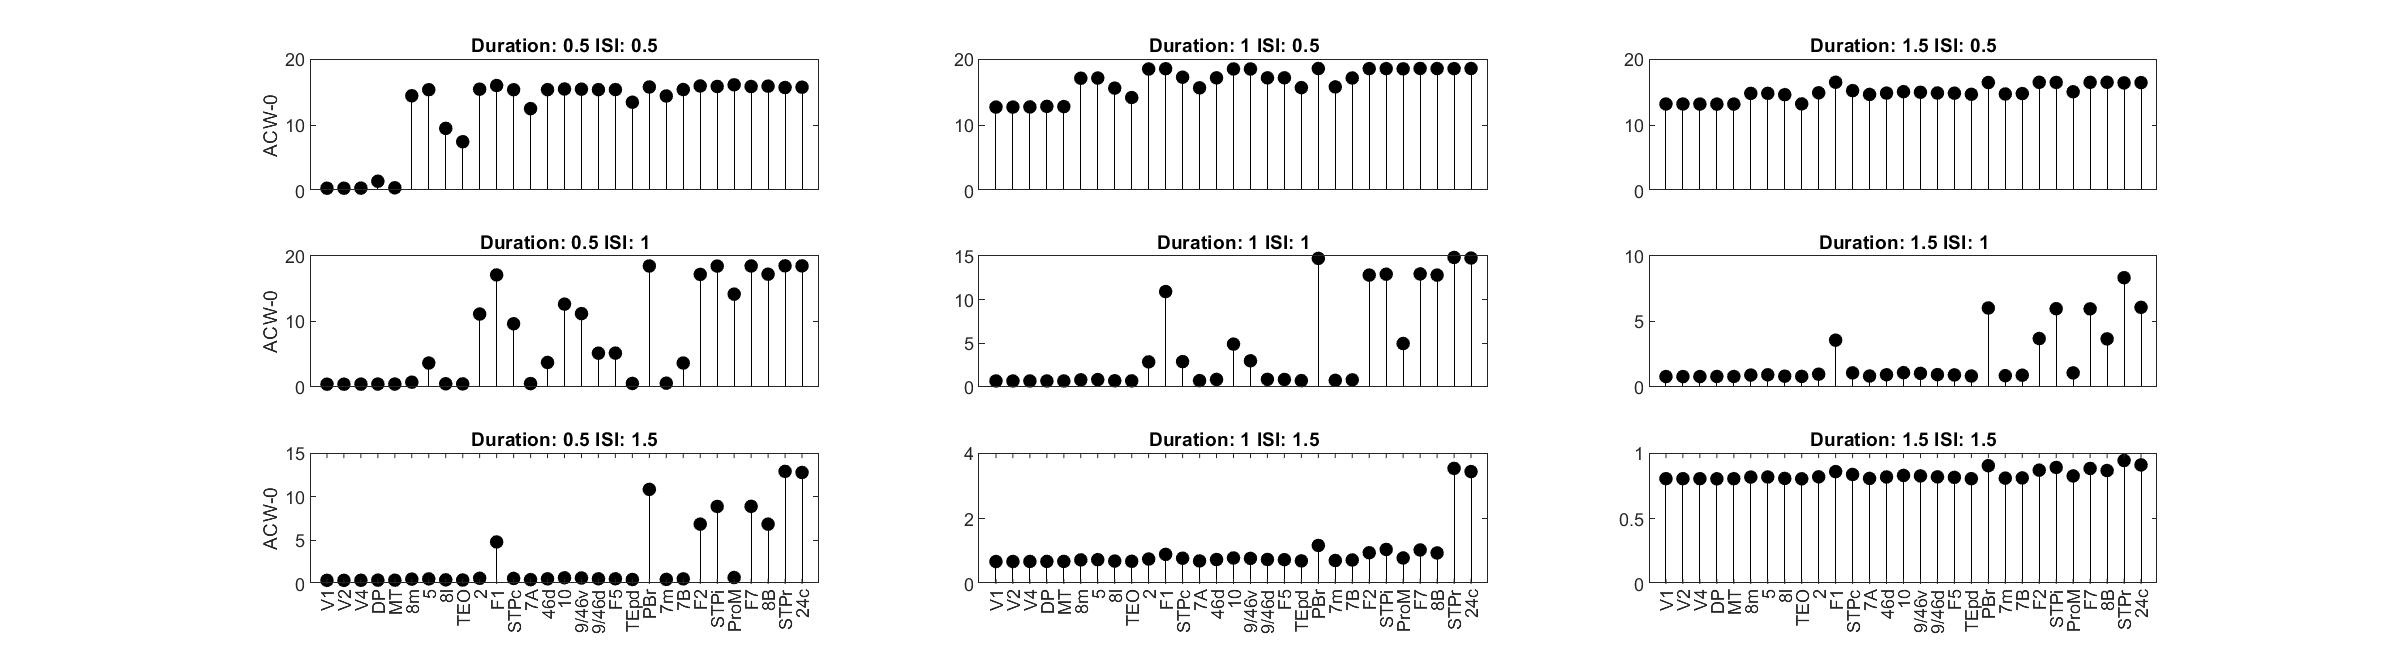 Duration: 0.5 ISI: 0.5
Duration: 1 ISI: 0.5
Duration: 1.5 ISI: 0.5
ACW-0
20
10
0
20
10
0
20
10
0
Duration: 0.5 ISI: 1
Duration: 1 ISI: 1
Duration: 1.5 ISI: 1
ACW-0
20
10
0
15
10
5
0
10
5
0
Duration: 0.5 ISI: 1.5
Duration: 1 ISI: 1.5
Duration: 1.5 ISI: 1.5
ACW-0
15
10
5
0
4
2
0
1
0.5
0
V1 V2 V4 DP MT 8m 5 8l TEO 2 F1 STPc 7A 46d 10 9/46v 9/46d F5 TEpd PBr 7m 7B F2 STPi ProM F7 8B STPr 24c
V1 V2 V4 DP MT 8m 5 8l TEO 2 F1 STPc 7A 46d 10 9/46v 9/46d F5 TEpd PBr 7m 7B F2 STPi ProM F7 8B STPr 24c
V1 V2 V4 DP MT 8m 5 8l TEO 2 F1 STPc 7A 46d 10 9/46v 9/46d F5 TEpd PBr 7m 7B F2 STPi ProM F7 8B STPr 24c